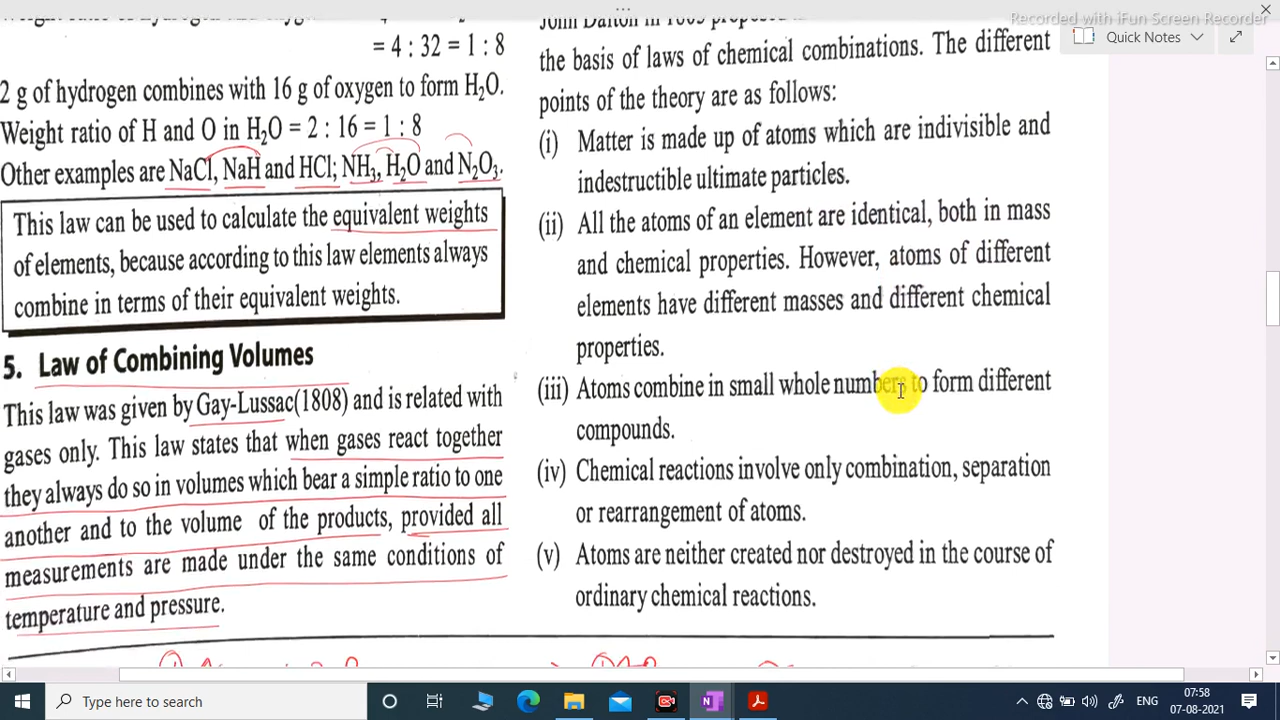 Recorded with iFun Screen Recorder
Quick Notes
= 4 : 32 = 1 : 8
2 g of hydrogen combines with 16 g of oxygen to form H₂O.
Weight ratio of H and O in H₂O = 2 : 16 = 1 : 8
Other examples are NaCl, NaH and HCl; NH₃, H₂O and N₂O₃.
This law can be used to calculate the equivalent weights
of elements, because according to this law elements always
combine in terms of their equivalent weights.
5. Law of Combining Volumes
This law was given by Gay-Lussac(1808) and is related with
gases only. This law states that when gases react together
they always do so in volumes which bear a simple ratio to one
another and to the volume of the products, provided all
measurements are made under the same conditions of
temperature and pressure.
the basis of laws of chemical combinations. The different
points of the theory are as follows:
(i) Matter is made up of atoms which are indivisible and
indestructible ultimate particles.
(ii) All the atoms of an element are identical, both in mass
and chemical properties. However, atoms of different
elements have different masses and different chemical
properties.
(iii) Atoms combine in small whole numbers to form different
compounds.
(iv) Chemical reactions involve only combination, separation
or rearrangement of atoms.
(v) Atoms are neither created nor destroyed in the course of
ordinary chemical reactions.
Type here to search
ENG
07:58
07-08-2021